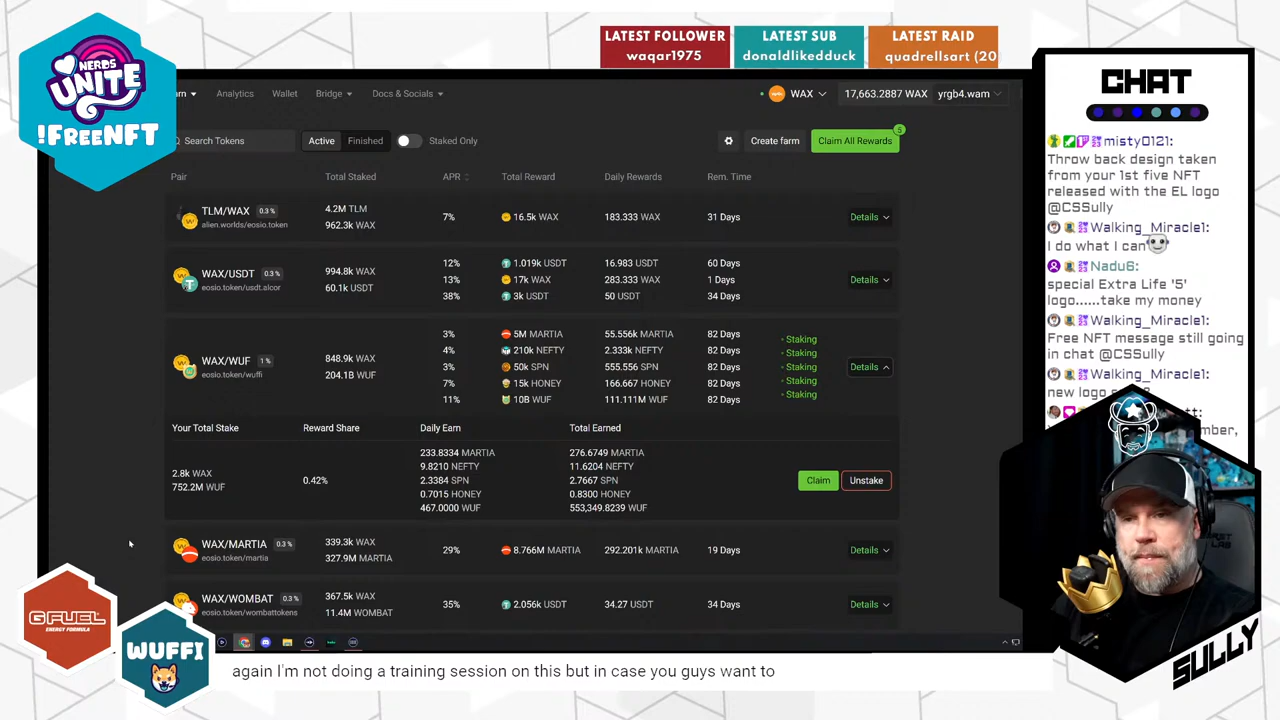 NERDS
UNITE
!FREENFT
LATEST FOLLOWER
waqar1975
LATEST SUB
donaldlikedduck
LATEST RAID
quadrellsart (20
Analytics
Wallet
Bridge
Docs & Socials
WAX
17,663.2887 WAX
yrgb4.wam
Search Tokens
Active
Finished
Staked Only
Create farm
Claim All Rewards
5
Pair
Total Staked
APR
Total Reward
Daily Rewards
Rem. Time
TLM/WAX 0.3 %
alien.worlds/eosio.token
4.2M TLM
962.3k WAX
7%
16.5k WAX
183.333 WAX
31 Days
Details
WAX/USDT 0.3 %
eosio.token/usdt.alcor
994.8k WAX
60.1k USDT
12%
1.019k USDT
16.983 USDT
60 Days
13%
17k WAX
283.333 WAX
1 Days
38%
3k USDT
50 USDT
34 Days
Details
WAX/WUF 1 %
eosio.token/wuffi
848.9k WAX
204.1B WUF
3%
5M MARTIA
55.556k MARTIA
82 Days
4%
210k NEFTY
2.333k NEFTY
82 Days
3%
50k SPN
555.556 SPN
82 Days
7%
15k HONEY
166.667 HONEY
82 Days
11%
10B WUF
111.111M WUF
82 Days
Staking
Staking
Staking
Staking
Staking
Details
Your Total Stake
Reward Share
Daily Earn
Total Earned
2.8k WAX
752.2M WUF
0.42%
233.8334 MARTIA
9.8210 NEFTY
2.3384 SPN
0.7015 HONEY
467.0000 WUF
276.6749 MARTIA
11.6204 NEFTY
2.7667 SPN
0.8300 HONEY
553,349.8239 WUF
Claim
Unstake
WAX/MARTIA 0.3 %
eosio.token/martia
339.3k WAX
327.9M MARTIA
29%
8.766M MARTIA
292.201k MARTIA
19 Days
Details
WAX/WOMBAT 0.3 %
eosio.token/wombattokens
367.5k WAX
11.4M WOMBAT
35%
2.056k USDT
34.27 USDT
34 Days
Details
CHAT
misty0121:
Throw back design taken
from your 1st five NFT
released with the EL logo
@CSSully
Walking_Miracle1:
I do what I can
Nadu6:
special Extra Life '5'
logo......take my money
Walking_Miracle1:
Free NFT message still going
in chat @CSSully
Walking_Miracle1:
new logo
SULLY
G FUEL
ENERGY FORMULA
WUFFI
again I'm not doing a training session on this but in case you guys want to